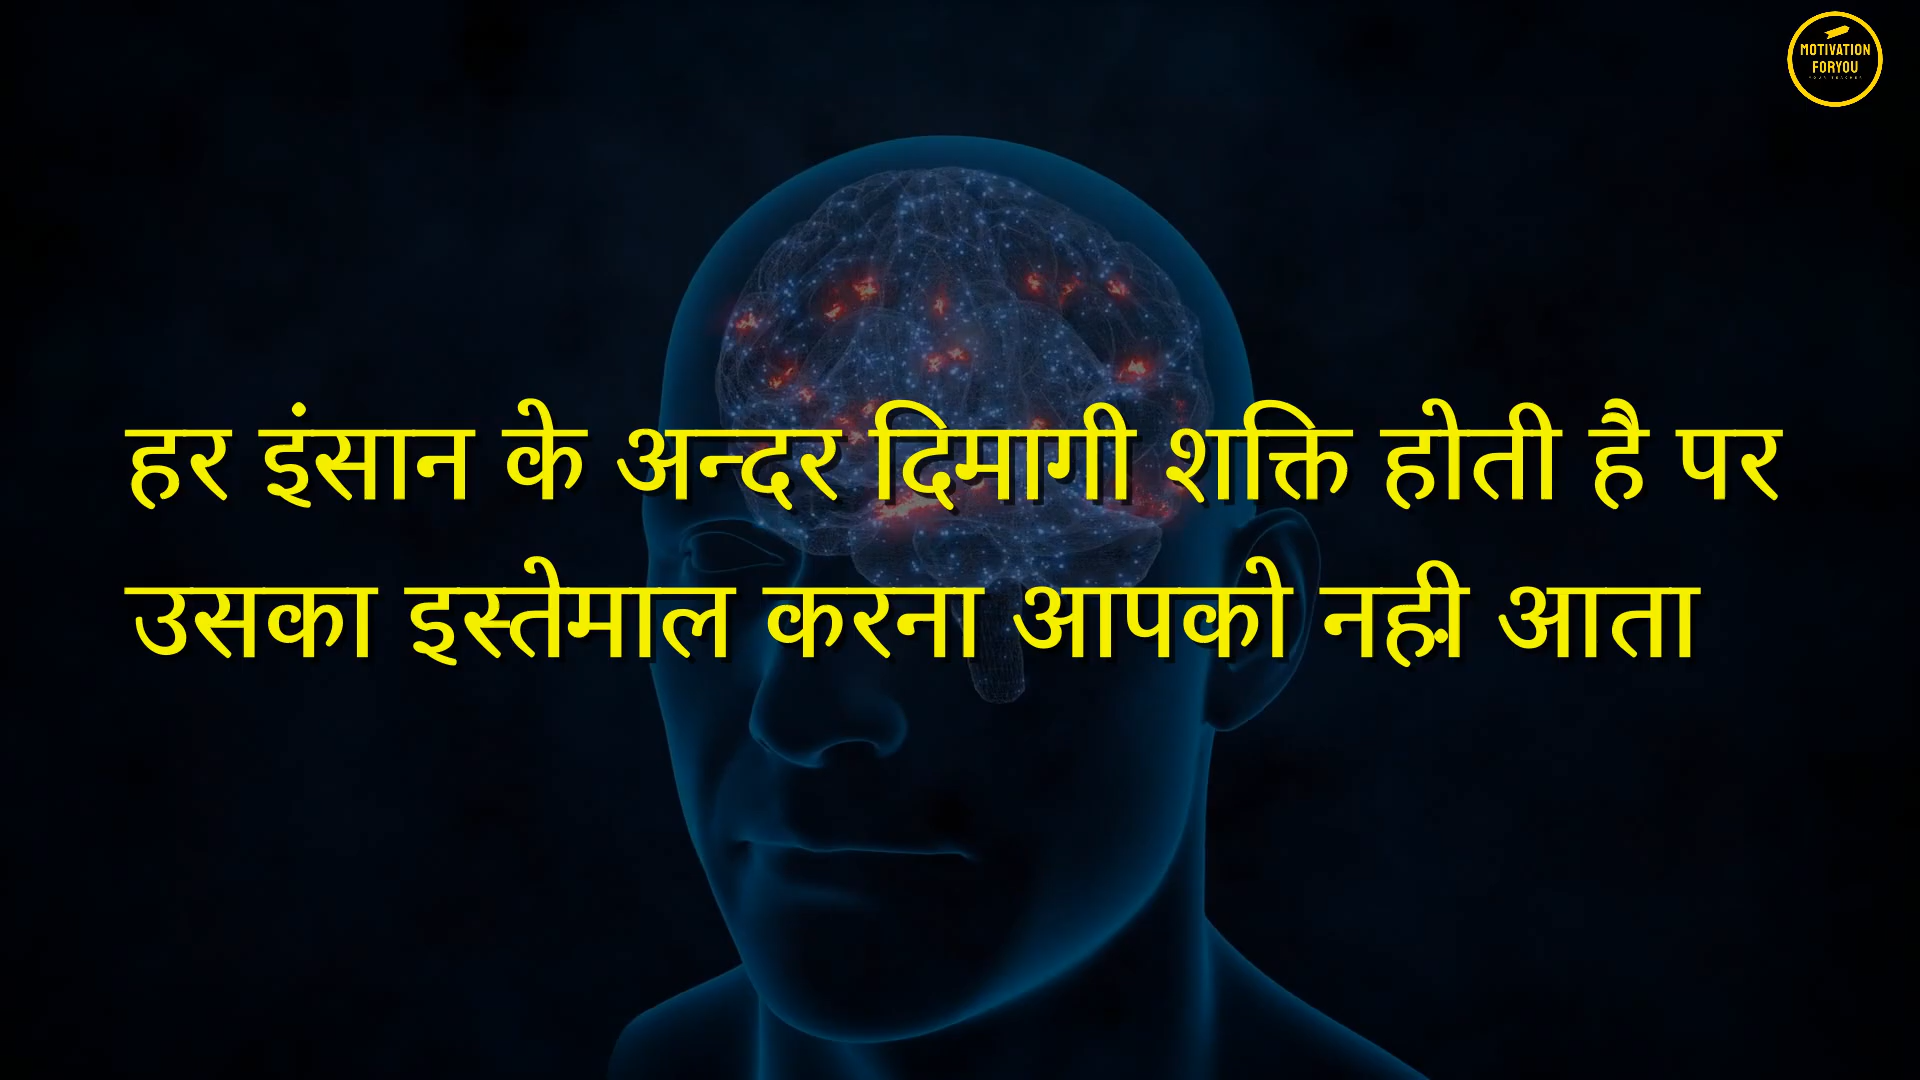 MOTIVATION
FORYOU
हर इंसान के अन्दर दिमागी शक्ति होती है पर
उसका इस्तेमाल करना आपको नही़ आता